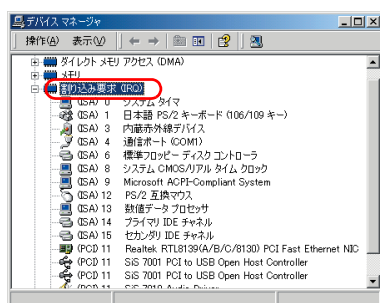 デバイス マネージャ
操作(A) 表示(V)
ダイレクト メモリ アクセス (DMA)
メモリ
割り込み要求 (IRQ)
(ISA) 0 システム タイマ
(ISA) 1 日本語 PS/2 キーボード (106/109 キー)
(ISA) 3 内蔵赤外線デバイス
(ISA) 4 通信ポート (COM1)
(ISA) 6 標準フロッピー ディスク コントローラ
(ISA) 8 システム CMOS/リアル タイム クロック
(ISA) 9 Microsoft ACPI-Compliant System
(ISA) 12 PS/2 互換マウス
(ISA) 13 数値データ プロセッサ
(ISA) 14 プライマリ IDE チャネル
(ISA) 15 セカンダリ IDE チャネル
(PCI) 11 Realtek RTL8139(A/B/C/8130) PCI Fast Ethernet NIC
(PCI) 11 SiS 7001 PCI to USB Open Host Controller
(PCI) 11 SiS 7001 PCI to USB Open Host Controller
(PCI) 11 SiS 7018 Audio Driver